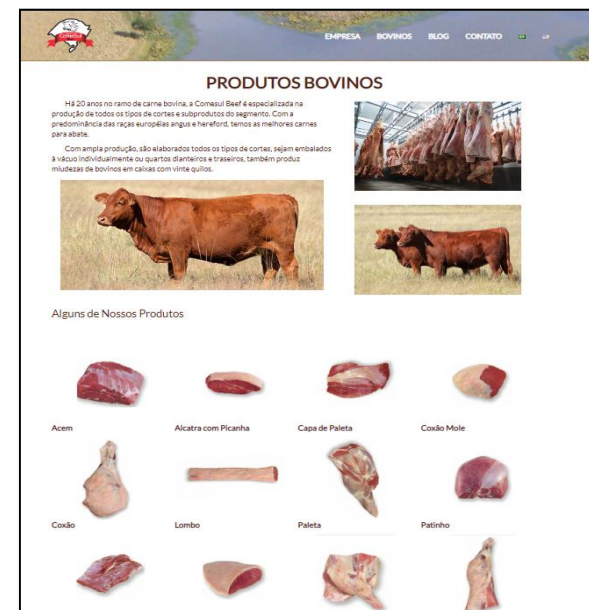 Comesul
EMPRESA BOVINOS BLOG CONTATO
PRODUTOS BOVINOS
Há 20 anos no ramo de carne bovina, a Comesul Beef é especializada na
produção de todos os tipos de cortes e subprodutos do segmento. Com a
predominância das raças européias angus e hereford, temos as melhores carnes
para abate.
Com ampla produção, são elaborados todos os tipos de cortes, sejam embalados
à vácuo individualmente ou quartos dianteiros e traseiros, também produz
miudezas de bovinos em caixas com vinte quilos.
Alguns de Nossos Produtos
Acem
Alcatra com Picanha
Capa de Paleta
Coxão Mole
Coxão
Lombo
Paleta
Patinho